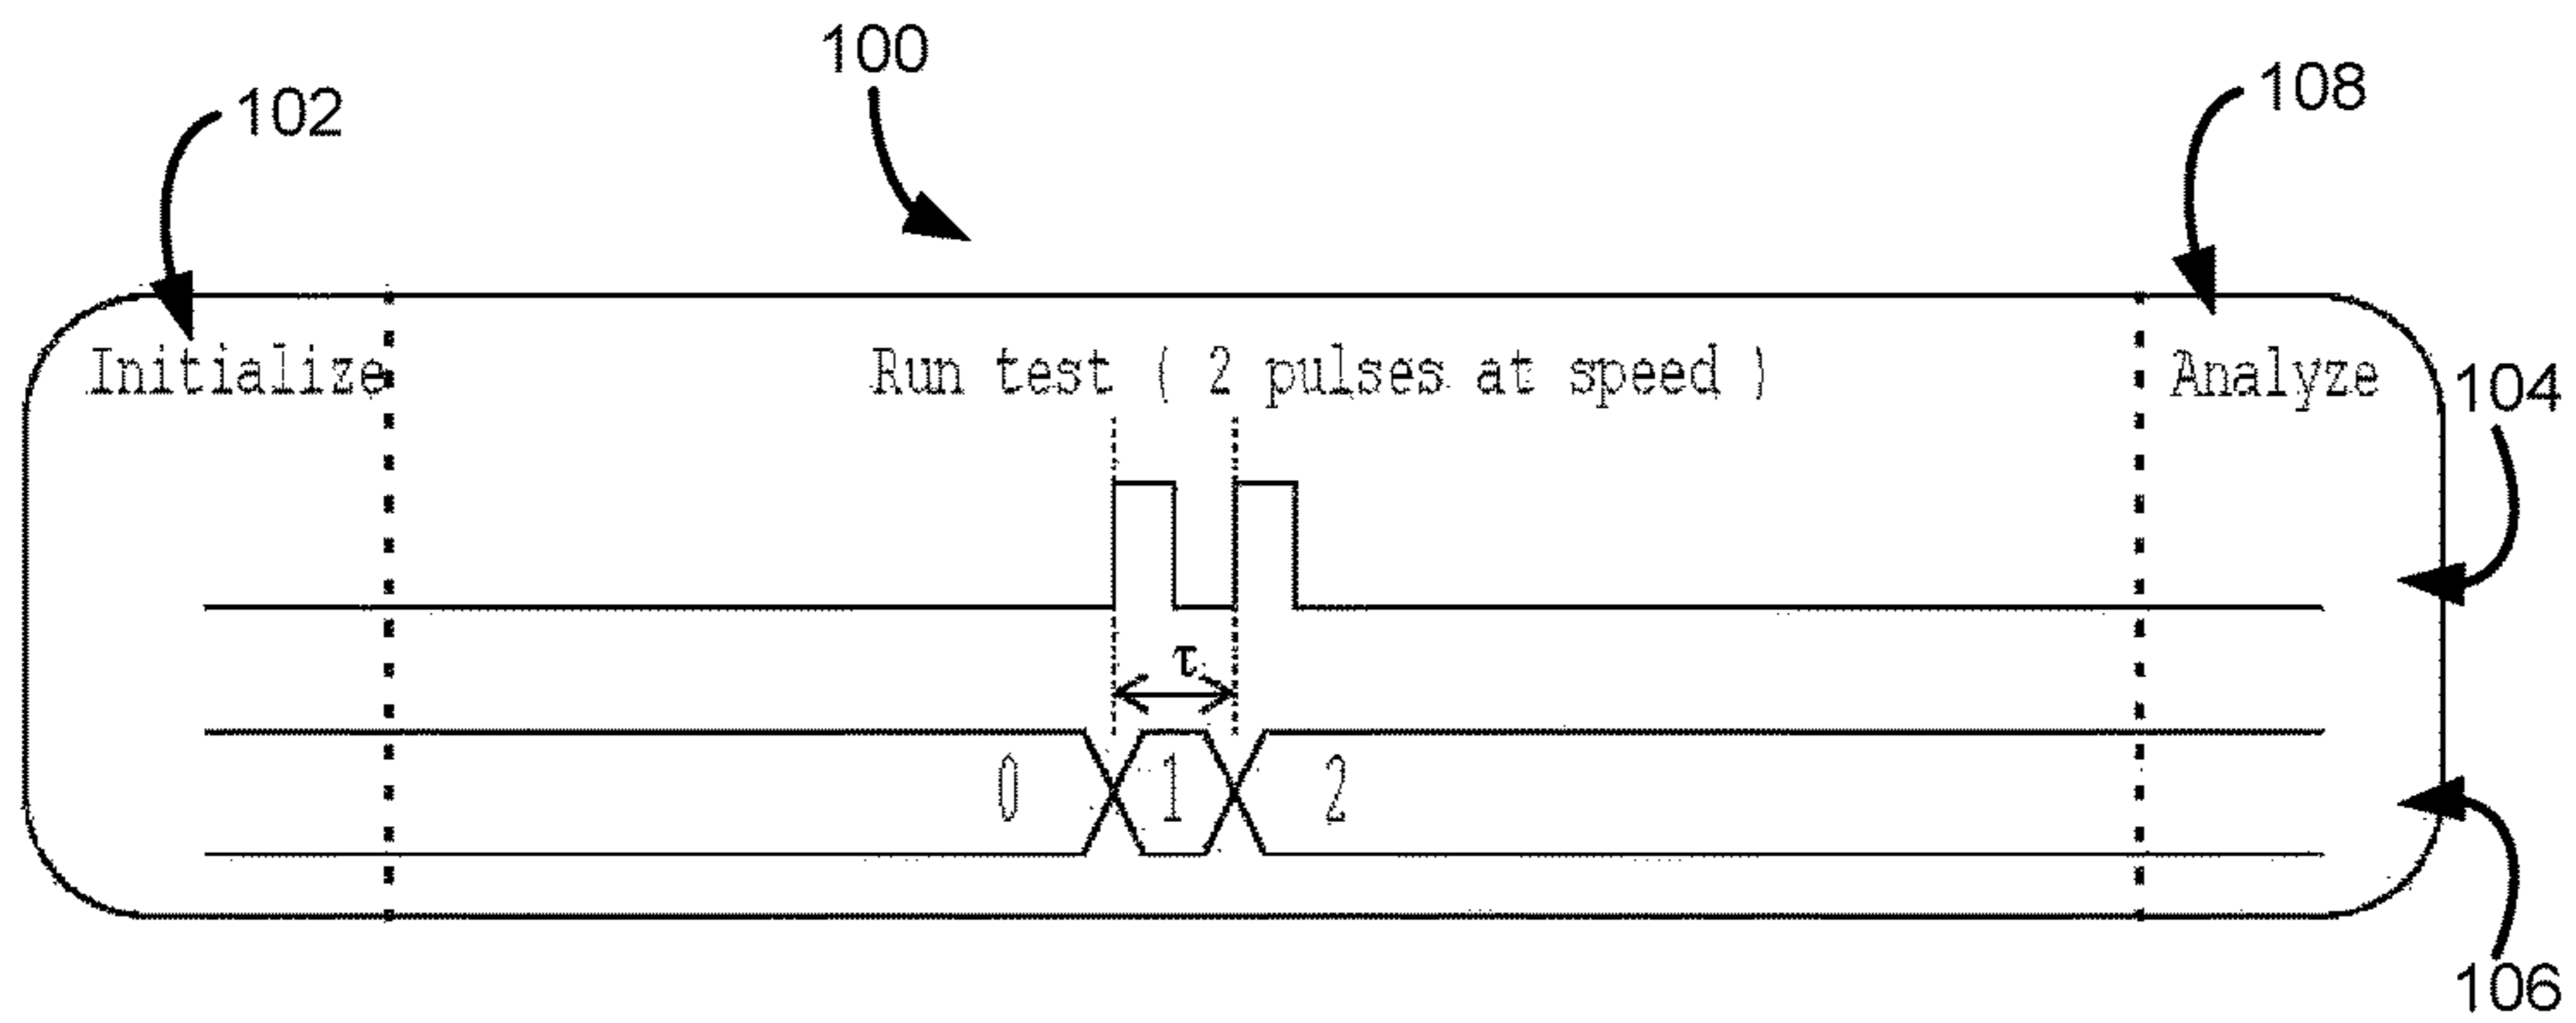 100
102
108
Initialize
Run test ( 2 pulses at speed )
Analyze
104
τ
0
1
2
106